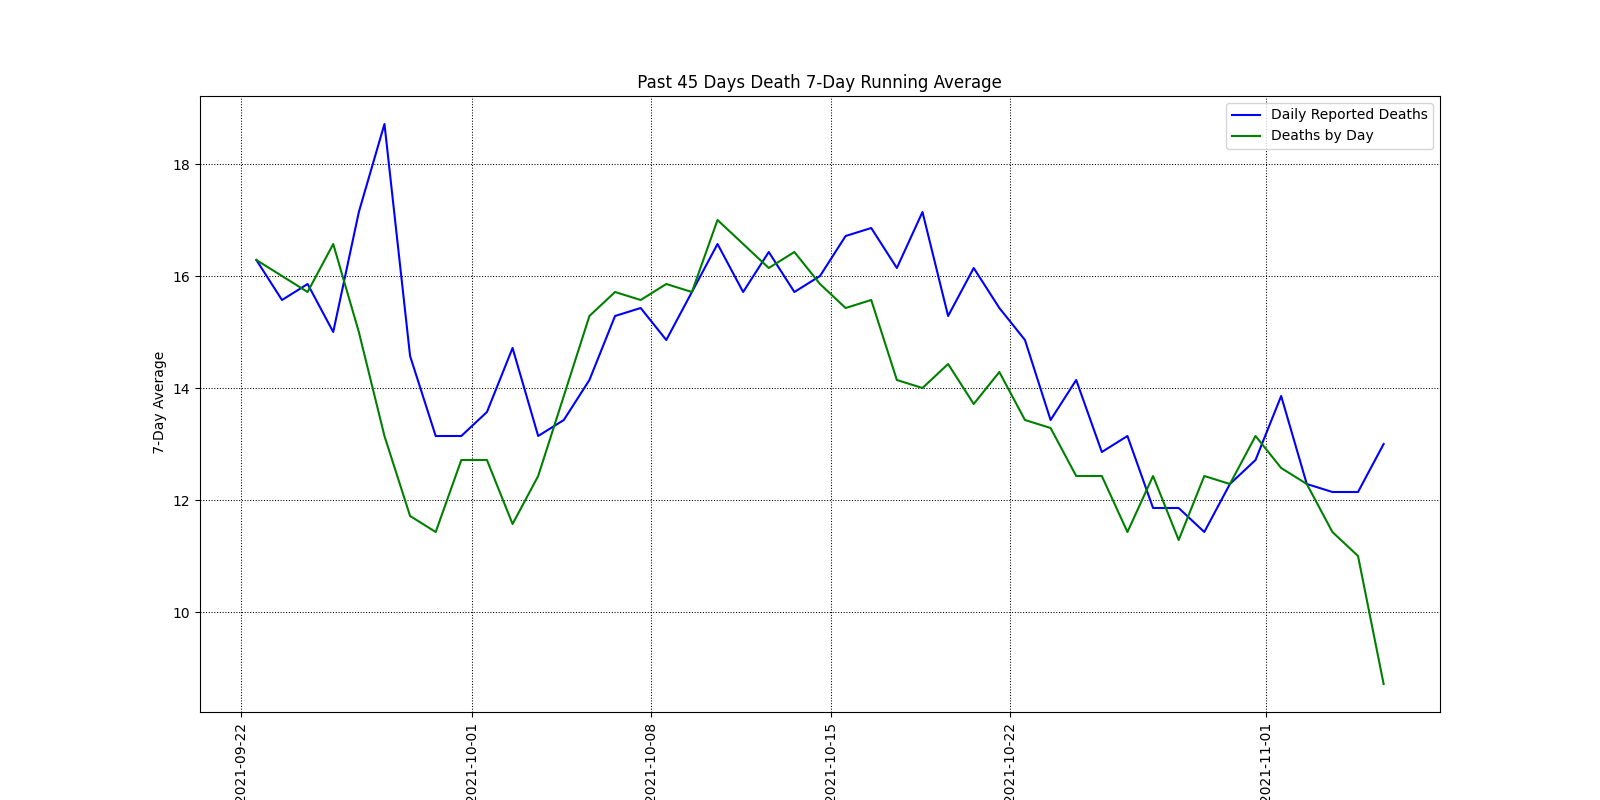 Past 45 Days Death 7-Day Running Average
Daily Reported Deaths
Deaths by Day
7-Day Average
18
16
14
12
10
2021-09-22
2021-10-01
2021-10-08
2021-10-15
2021-10-22
2021-11-01